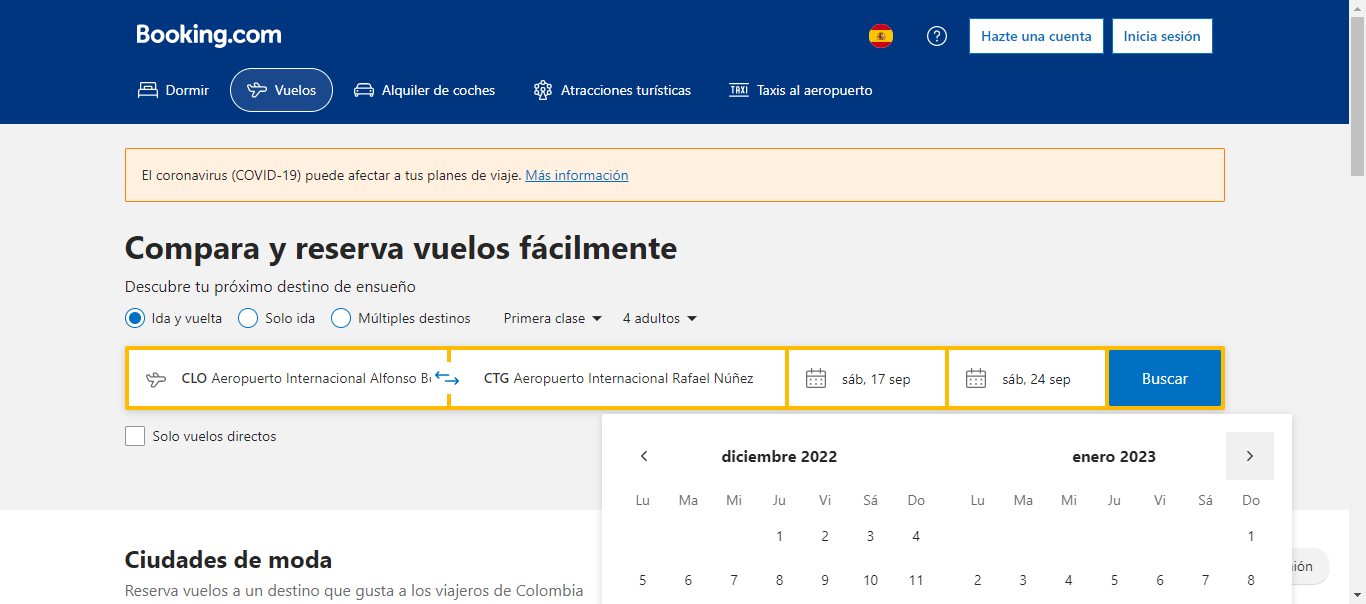 Booking.com
Hazte una cuenta
Inicia sesión
Dormir
Vuelos
Alquiler de coches
Atracciones turísticas
TAXI Taxis al aeropuerto
El coronavirus (COVID-19) puede afectar a tus planes de viaje. Más información
Compara y reserva vuelos fácilmente
Descubre tu próximo destino de ensueño
Ida y vuelta Solo ida Múltiples destinos Primera clase 4 adultos
CLO Aeropuerto Internacional Alfonso CTG Aeropuerto Internacional Rafael Núñez sáb, 17 sep sáb, 24 sep Buscar
Solo vuelos directos
diciembre 2022 enero 2023
Lu Ma Mi Ju Vi Sá Do Lu Ma Mi Ju Vi Sá Do
1 2 3 4 1
5 6 7 8 9 10 11 2 3 4 5 6 7 8
Ciudades de moda
Reserva vuelos a un destino que gusta a los viajeros de Colombia